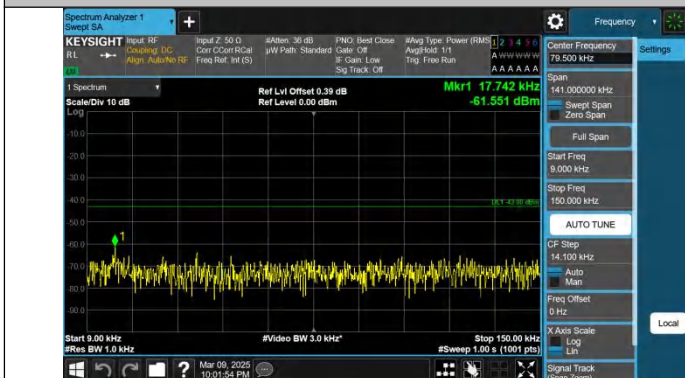 Spectrum Analyzer 1
Swept SA
Frequency
KEYSIGHT
RL
Input: RF
Coupling: DC
Align: Auto/No RF
Input Z: 50 Ω
Corr CCorr RCal
Freq Ref: Int (S)
#Atten: 36 dB
µW Path: Standard
PNO: Best Close
Gate: Off
IF Gain: Low
Sig Track: Off
#Avg Type: Power (RMS)
Avg|Hold: 1/1
Trig: Free Run
1 2 3 4 5 6
A W W W W W
A A A A A A
1 Spectrum
Scale/Div 10 dB
Log
Ref Lvl Offset 0.39 dB
Ref Level 0.00 dBm
Mkr1 17.742 kHz
-61.551 dBm
-10.0
-20.0
-30.0
-40.0
DL1 -43.00 dBm
-50.0
1
-60.0
-70.0
-80.0
-90.0
Start 9.00 kHz
#Res BW 1.0 kHz
#Video BW 3.0 kHz*
Stop 150.00 kHz
#Sweep 1.00 s (1001 pts)
Mar 09, 2025
10:01:54 PM
Center Frequency
79.500 kHz
Settings
Span
141.000000 kHz
Swept Span
Zero Span
Full Span
Start Freq
9.000 kHz
Stop Freq
150.000 kHz
AUTO TUNE
CF Step
14.100 kHz
Auto
Man
Freq Offset
0 Hz
X Axis Scale
Log
Lin
Local
Signal Track
(Span Zoom)